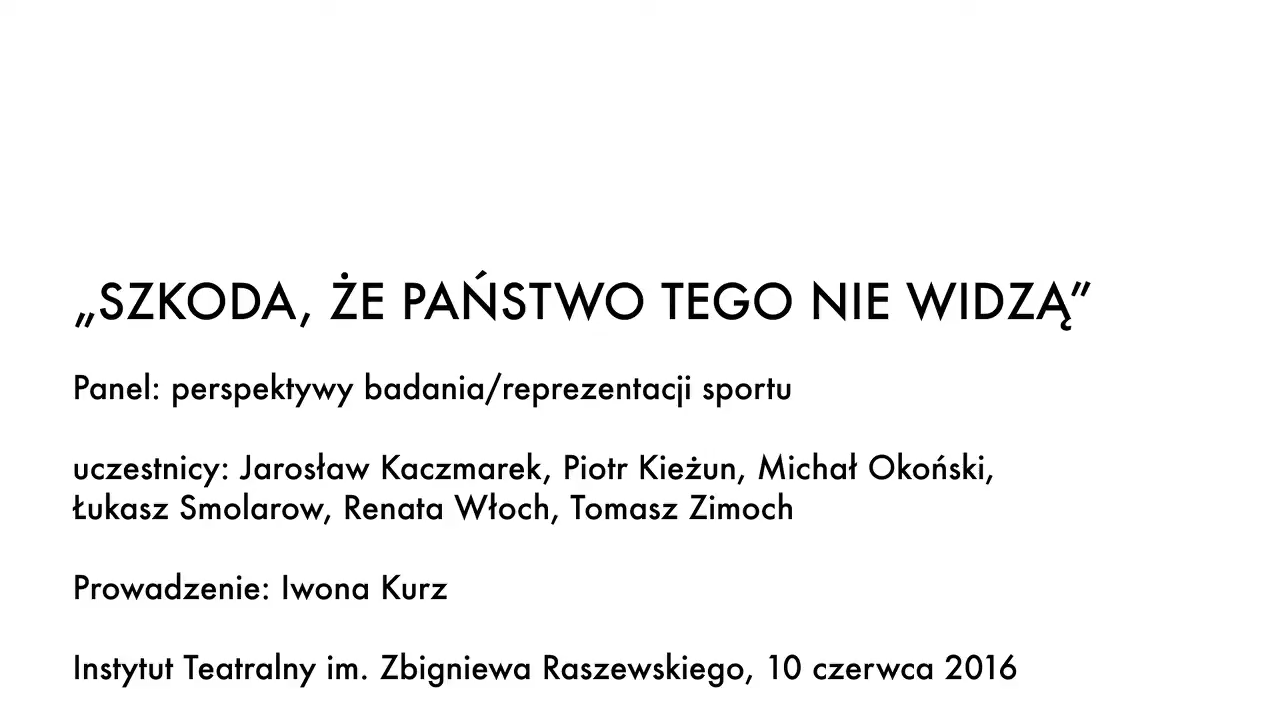 „SZKODA, ŻE PAŃSTWO TEGO NIE WIDZĄ”
Panel: perspektywy badania/reprezentacji sportu
uczestnicy: Jarosław Kaczmarek, Piotr Kieżun, Michał Okoński,
Łukasz Smolarow, Renata Włoch, Tomasz Zimoch
Prowadzenie: Iwona Kurz
Instytut Teatralny im. Zbigniewa Raszewskiego, 10 czerwca 2016